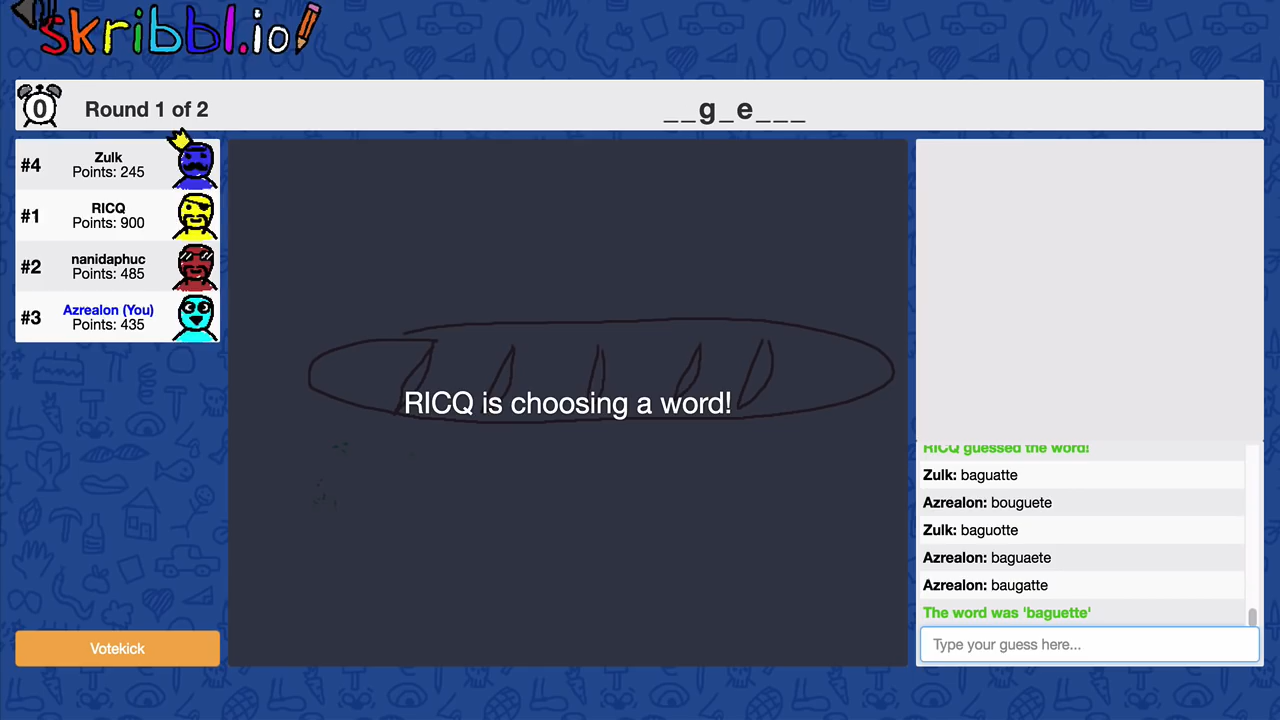 skribbl.io
0
Round 1 of 2
__g_e___
#4
Zulk
Points: 245
#1
RICQ
Points: 900
#2
nanidaphuc
Points: 485
#3
Azrealon (You)
Points: 435
RICQ is choosing a word!
RICQ guessed the word!
Zulk: baguatte
Azrealon: bouguete
Zulk: baguotte
Azrealon: baguaete
Azrealon: baugatte
The word was 'baguette'
Type your guess here...
Votekick